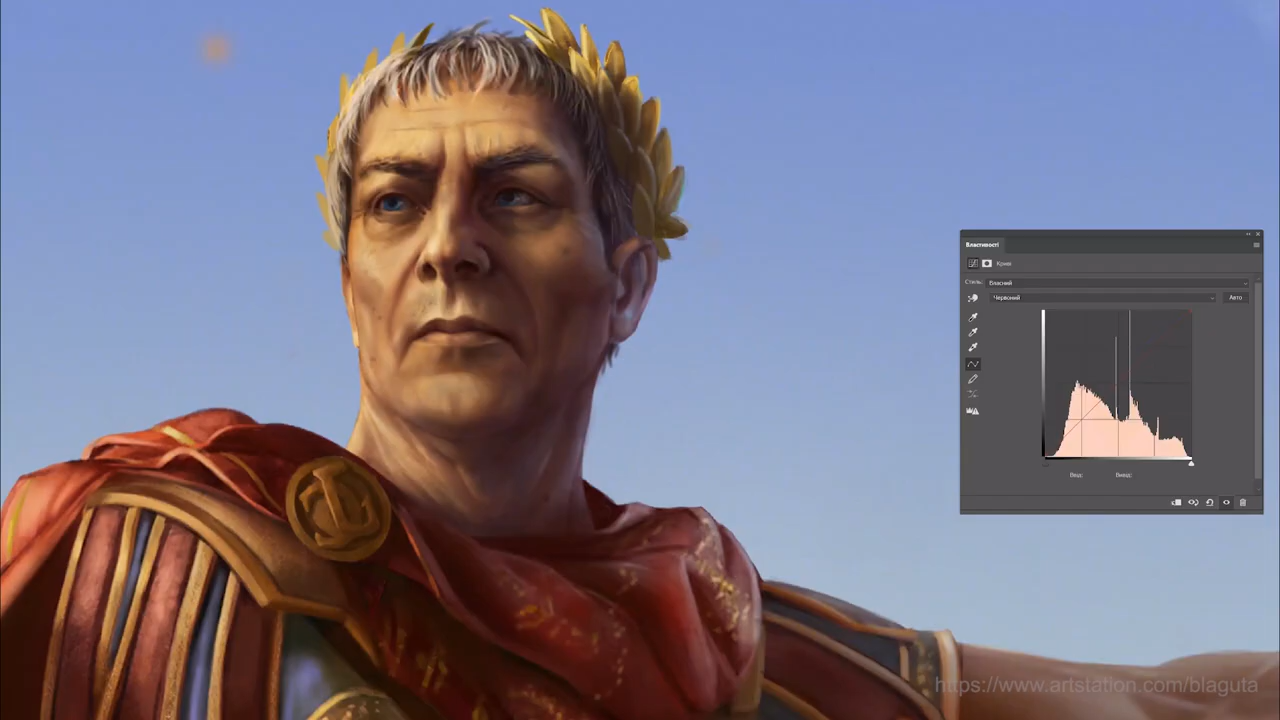 Властивості
Криві
Стиль: Власний
Червоний
Авто
Вхід: Вихід:
https://www.artstation.com/blaguta